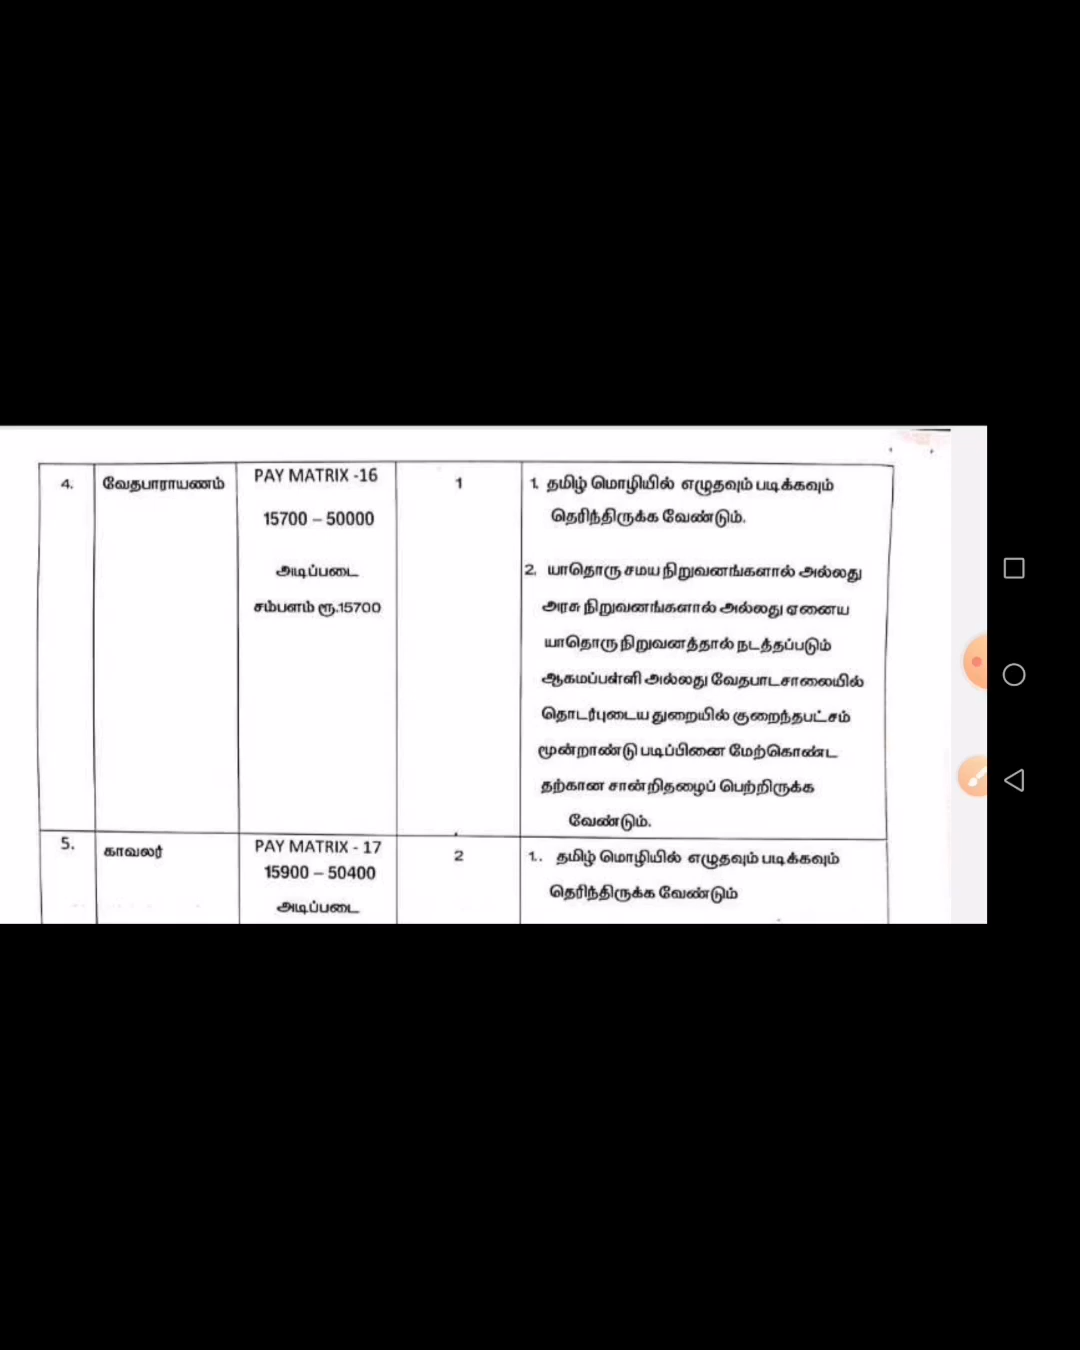 4.
வேதபாராயணம்
PAY MATRIX -16
15700 – 50000
அடிப்படை
சம்பளம் ரூ.15700
1
1. தமிழ் மொழியில் எழுதவும் படிக்கவும்
தெரிந்திருக்க வேண்டும்.
2. யாதொரு சமய நிறுவனங்களால் அல்லது
அரசு நிறுவனங்களால் அல்லது ஏனைய
யாதொரு நிறுவனத்தால் நடத்தப்படும்
ஆகமப்பள்ளி அல்லது வேதபாடசாலையில்
தொடர்புடைய துறையில் குறைந்தபட்சம்
மூன்றாண்டு படிப்பினை மேற்கொண்ட
தற்கான சான்றிதழைப் பெற்றிருக்க
வேண்டும்.
5.
காவலர்
PAY MATRIX - 17
15900 – 50400
அடிப்படை
2
1.. தமிழ் மொழியில் எழுதவும் படிக்கவும்
தெரிந்திருக்க வேண்டும்